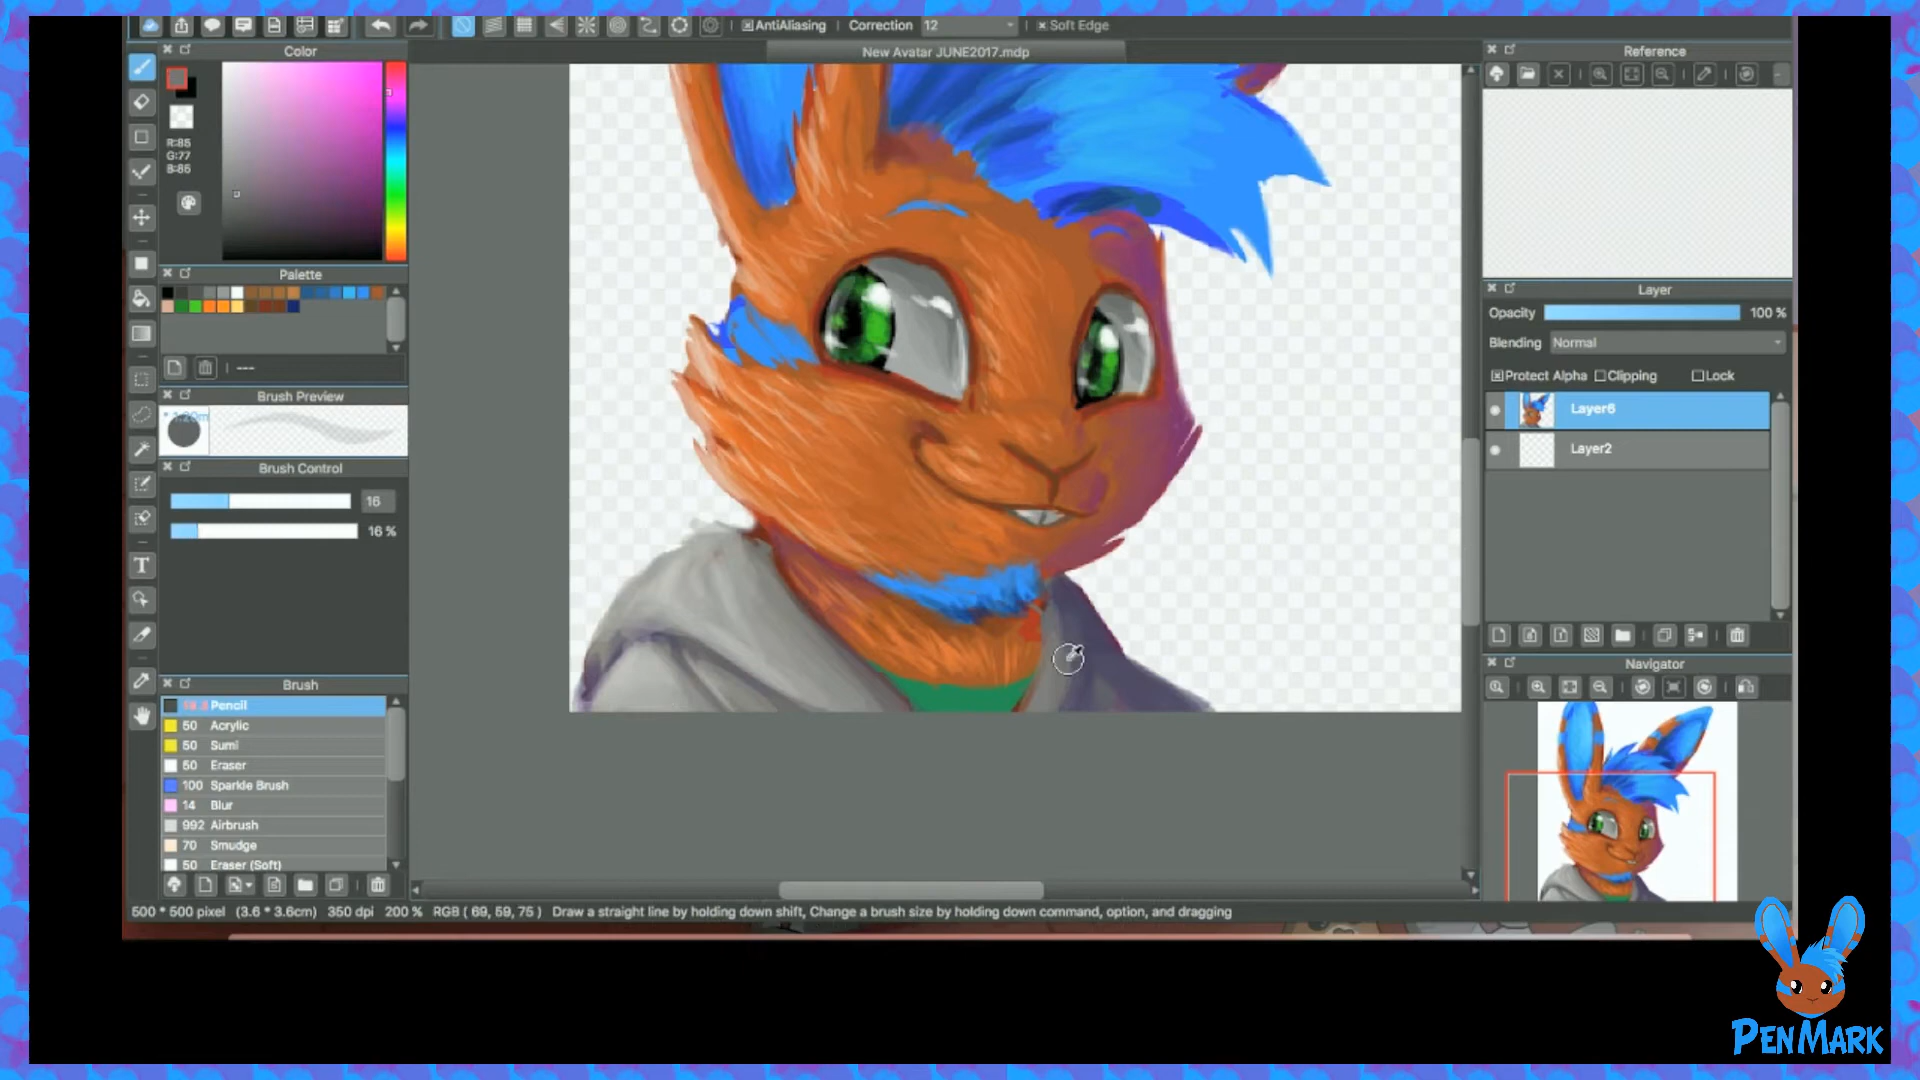 AntiAliasing Correction 12 Soft Edge
Color
New Avatar JUNE2017.mdp
Reference
R:85
G:77
B:85
Palette
---
Brush Preview
Brush Control
16
16 %
Brush
Pencil
50 Acrylic
50 Sumi
50 Eraser
100 Sparkle Brush
14 Blur
992 Airbrush
70 Smudge
50 Eraser (Soft)
Layer
Opacity 100 %
Blending Normal
Protect Alpha Clipping Lock
Layer6
Layer2
Navigator
500 * 500 pixel (3.6 * 3.6cm) 350 dpi 200 % RGB ( 69, 59, 75 ) Draw a straight line by holding down shift, Change a brush size by holding down command, option, and dragging
PENMARK